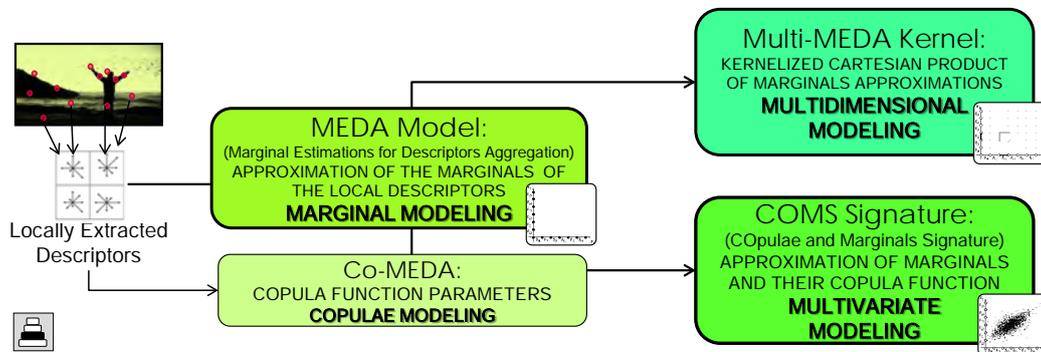 Locally Extracted
Descriptors
MEDA Model:
(Marginal Estimations for Descriptors Aggregation)
APPROXIMATION OF THE MARGINALS OF
THE LOCAL DESCRIPTORS
MARGINAL MODELING
Co-MEDA:
COPULA FUNCTION PARAMETERS
COPULAE MODELING
Multi-MEDA Kernel:
KERNELIZED CARTESIAN PRODUCT
OF MARGINALS APPROXIMATIONS
MULTIDIMENSIONAL
MODELING
COMS Signature:
(COpulae and Marginals Signature)
APPROXIMATION OF MARGINALS
AND THEIR COPULA FUNCTION
MULTIVARIATE
MODELING